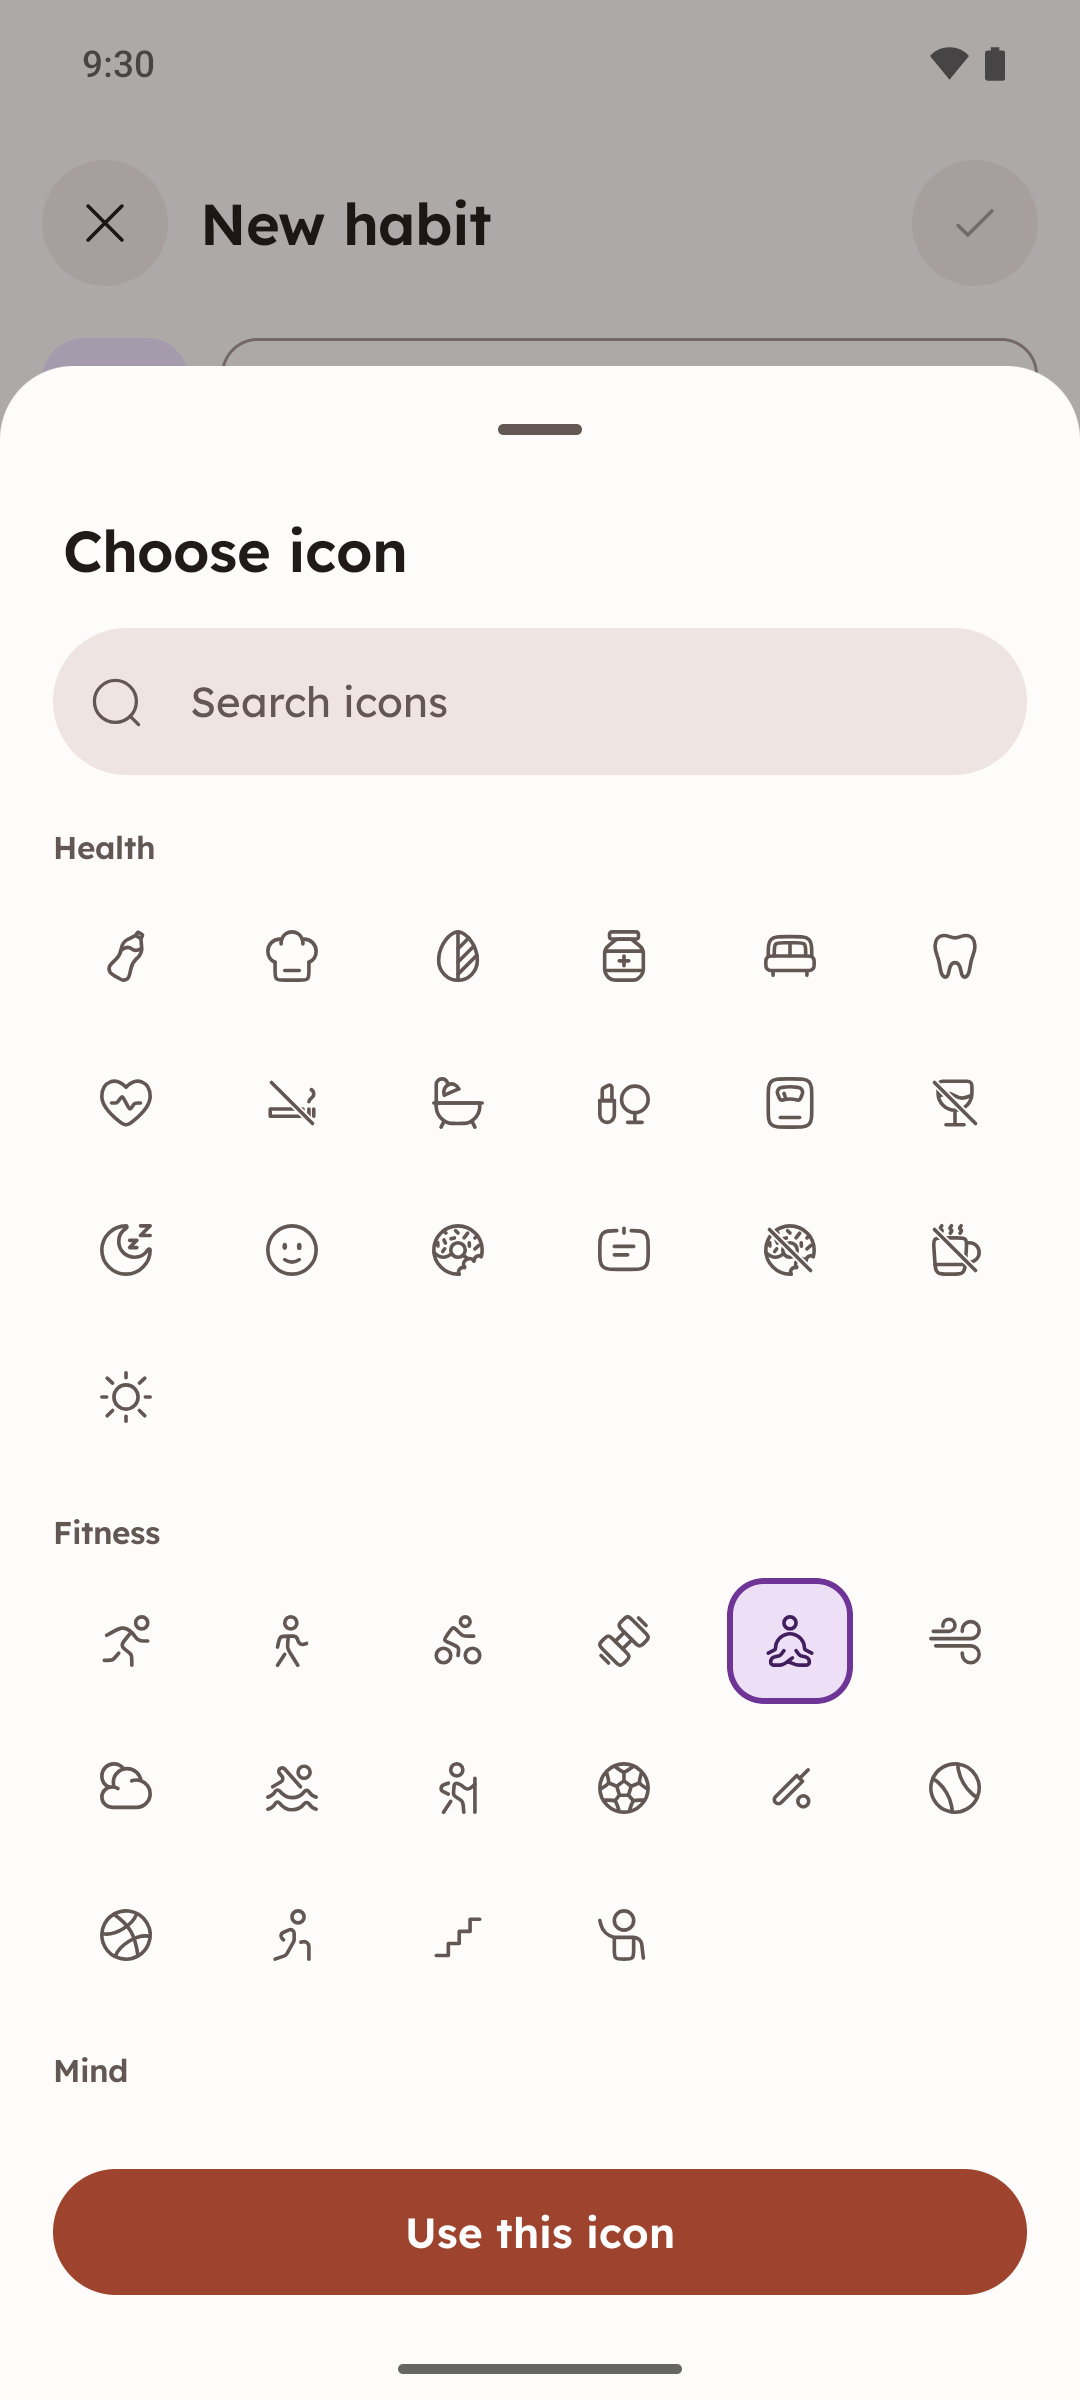 9:30
New habit
Choose icon
Search icons
Health
Fitness
Mind
Use this icon